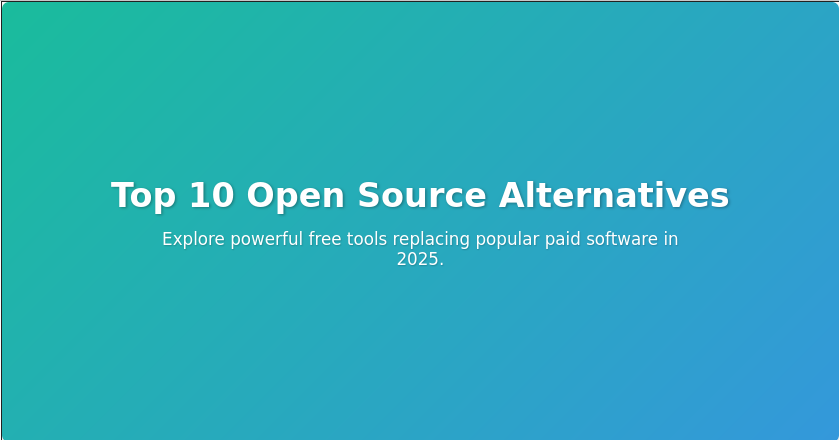 Top 10 Open Source Alternatives
Explore powerful free tools replacing popular paid software in
2025.